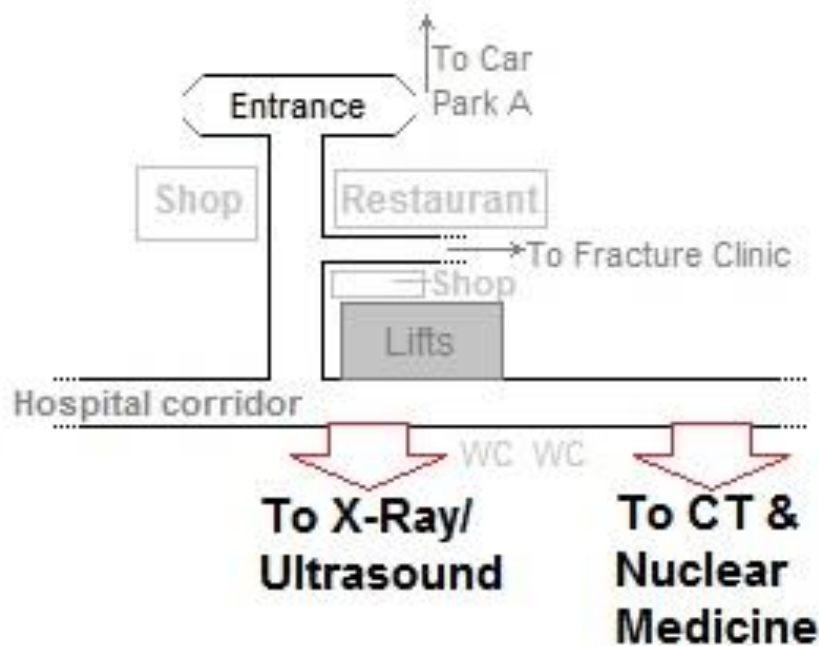 To Car
Park A
Entrance
Shop
Restaurant
To Fracture Clinic
Shop
Lifts
Hospital corridor
WC WC
To X-Ray/
Ultrasound
To CT &
Nuclear
Medicine